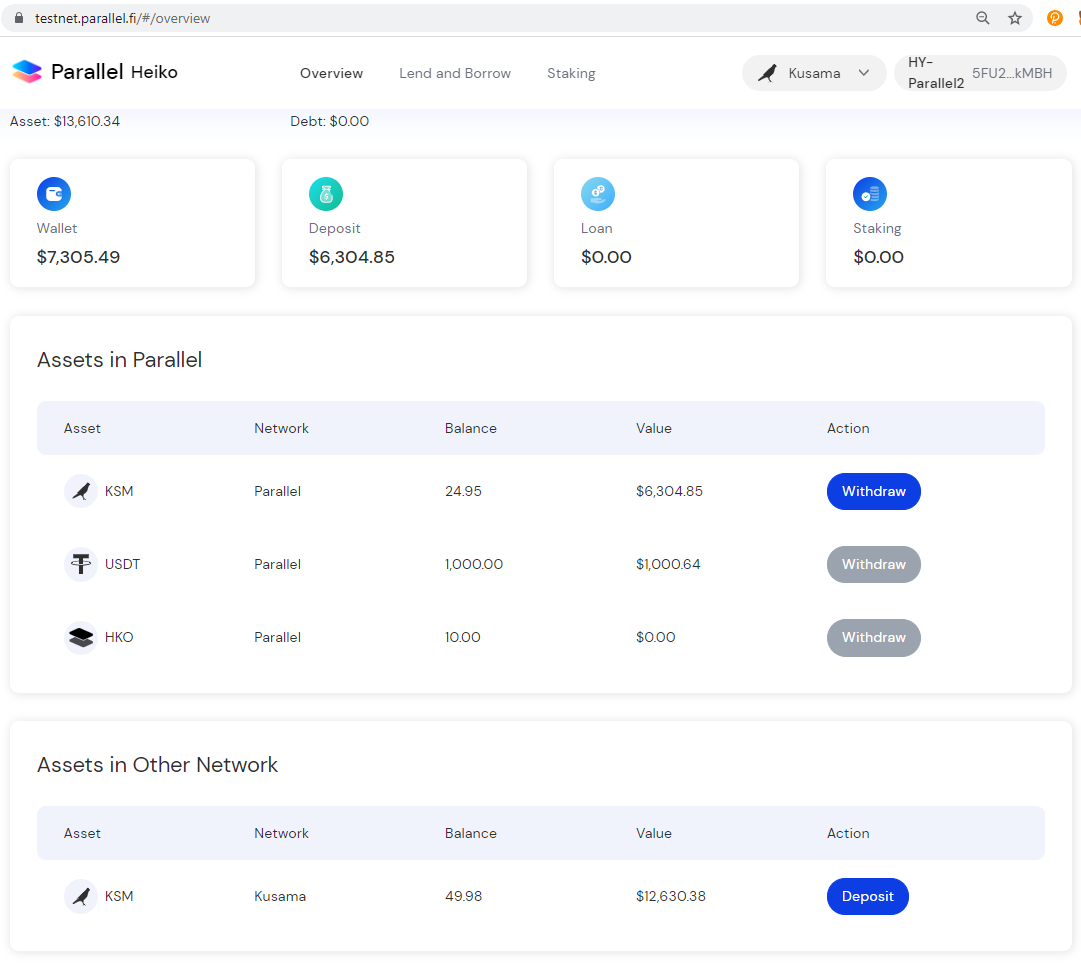 testnet.parallel.fi/#/overview
Parallel Heiko
Overview
Lend and Borrow
Staking
Kusama
HY-
Parallel2
5FU2...kMBH
Asset: $13,610.34
Debt: $0.00
Wallet
$7,305.49
Deposit
$6,304.85
Loan
$0.00
Staking
$0.00
Assets in Parallel
Asset Network Balance Value Action
KSM Parallel 24.95 $6,304.85 Withdraw
USDT Parallel 1,000.00 $1,000.64 Withdraw
HKO Parallel 10.00 $0.00 Withdraw
Assets in Other Network
Asset Network Balance Value Action
KSM Kusama 49.98 $12,630.38 Deposit